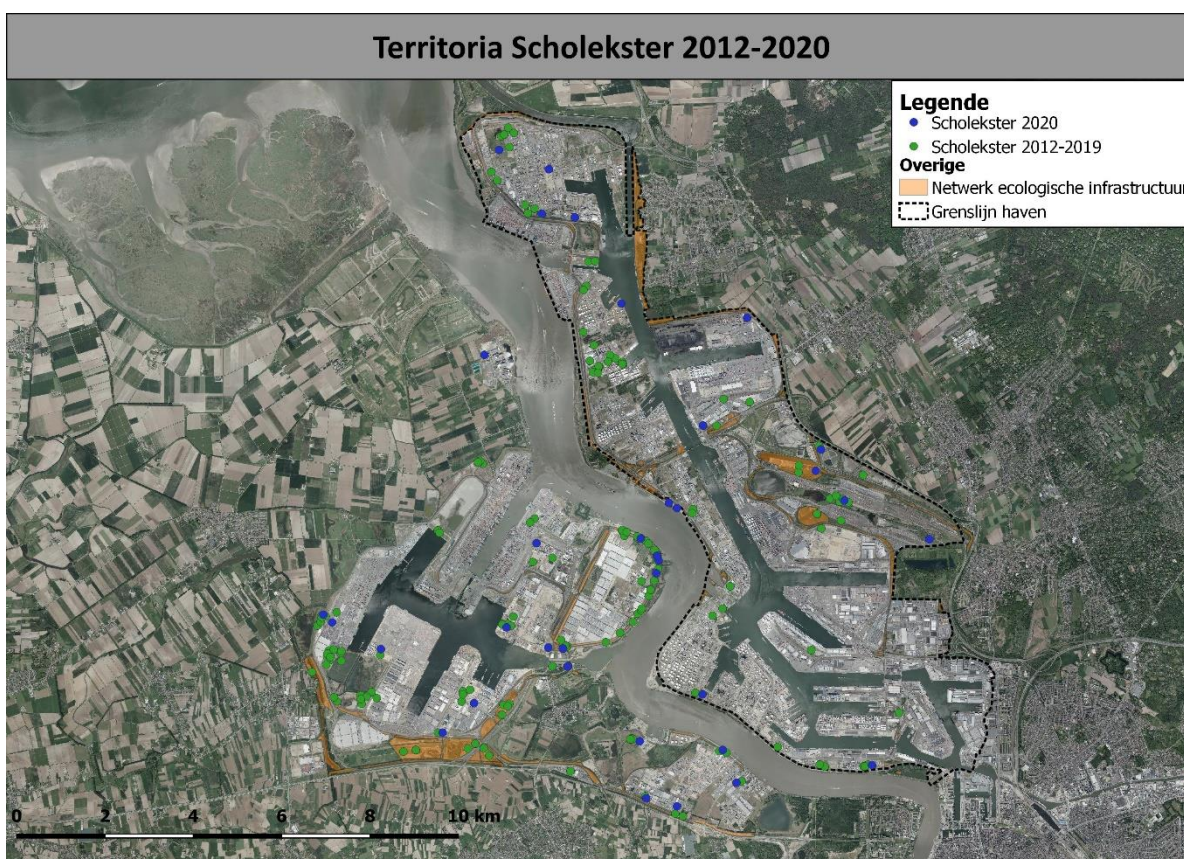 Territoria Scholekster 2012-2020
Legende
Scholekster 2020
Scholekster 2012-2019
Overige
Netwerk ecologische infrastructuur
Grenslijn haven
0 2 4 6 8 10 km